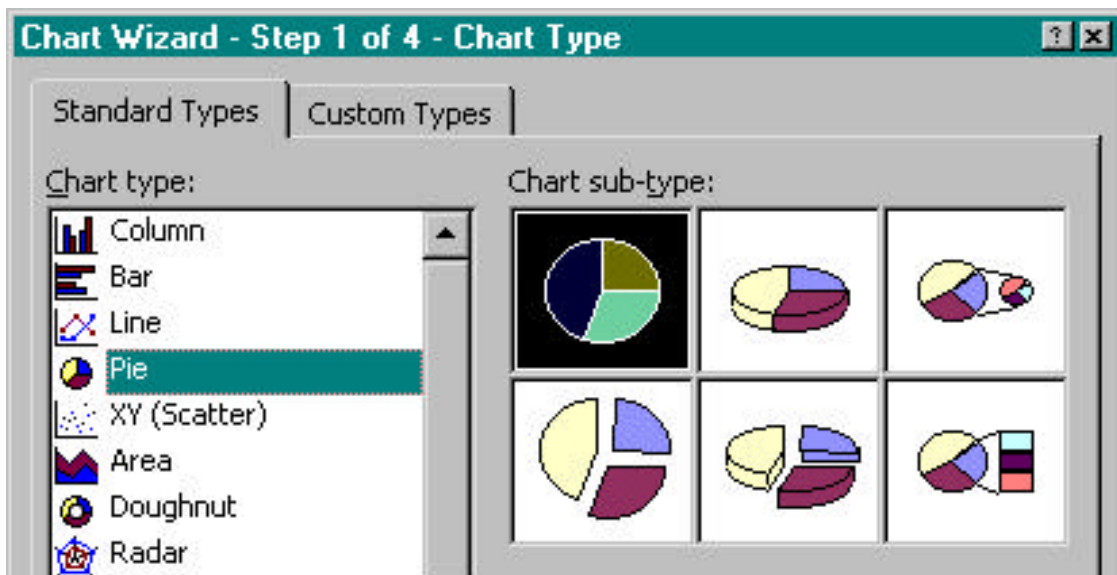 Chart Wizard - Step 1 of 4 - Chart Type
Standard Types
Custom Types
Chart type:
Chart sub-type:
Column
Bar
Line
Pie
XY (Scatter)
Area
Doughnut
Radar